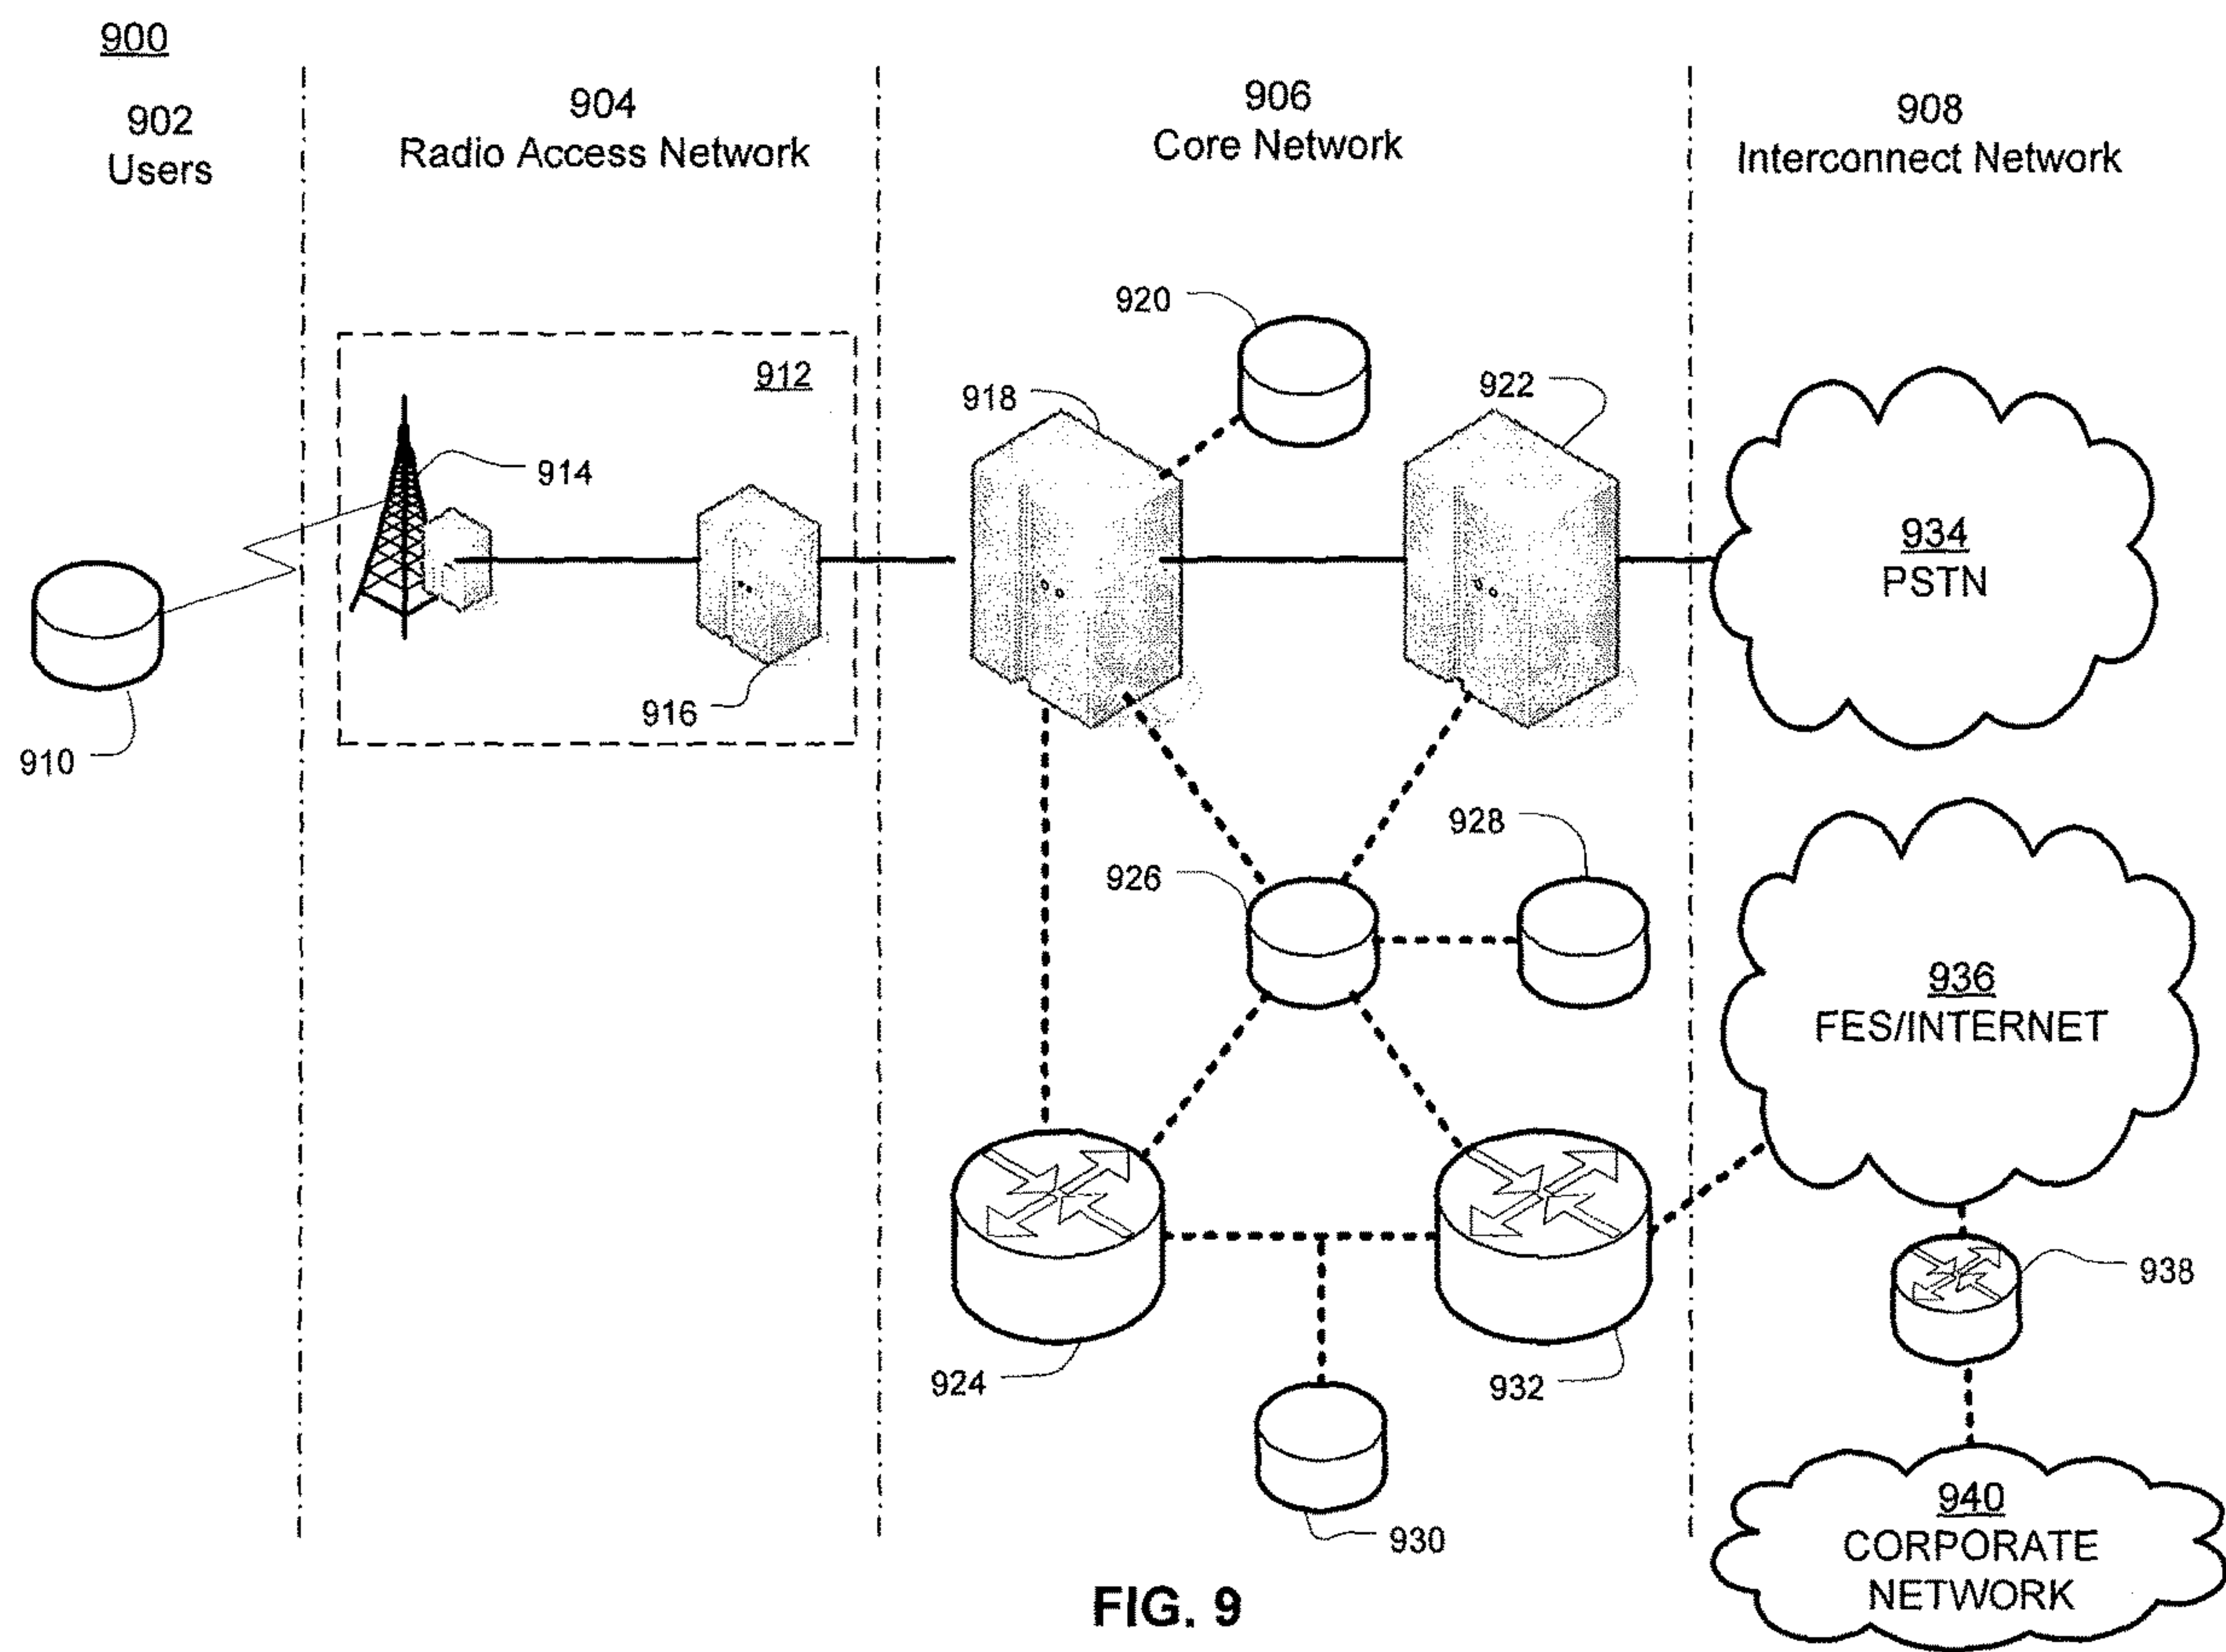 900
902
Users
904
Radio Access Network
906
Core Network
908
Interconnect Network
920
912
918
922
914
934
PSTN
916
910
928
926
936
FES/INTERNET
938
924
932
940
CORPORATE
NETWORK
930
FIG. 9